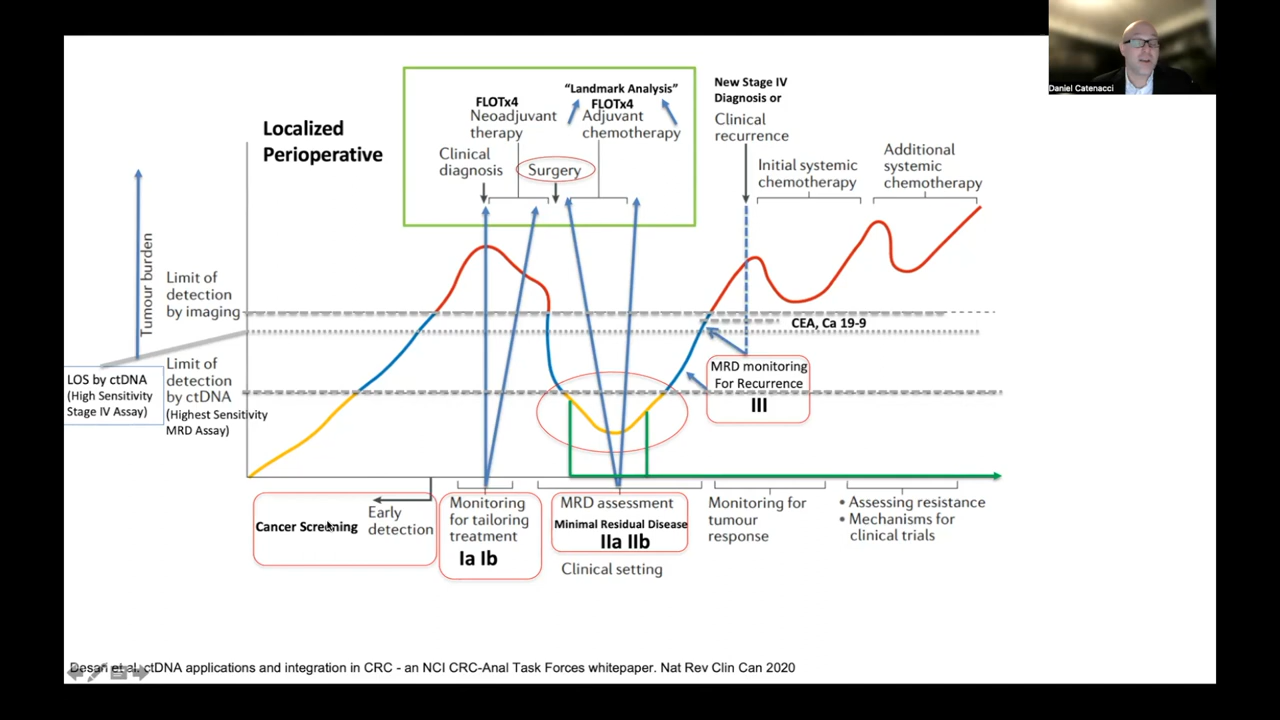 Daniel Catenacci
Localized
Perioperative
FLOTx4
Neoadjuvant
therapy
"Landmark Analysis"
FLOTx4
Adjuvant
chemotherapy
Clinical
diagnosis
Surgery
New Stage IV
Diagnosis or
Clinical
recurrence
Initial systemic
chemotherapy
Additional
systemic
chemotherapy
Tumour burden
Limit of
detection
by imaging
CEA, Ca 19-9
LOS by ctDNA
(High Sensitivity
Stage IV Assay)
Limit of
detection
by ctDNA
(Highest Sensitivity
MRD Assay)
MRD monitoring
For Recurrence
III
Cancer Screening
Early
detection
Monitoring
for tailoring
treatment
Ia Ib
MRD assessment
Minimal Residual Disease
IIa IIb
Clinical setting
Monitoring for
tumour
response
• Assessing resistance
• Mechanisms for
clinical trials
Desari et al. ctDNA applications and integration in CRC - an NCI CRC-Anal Task Forces whitepaper. Nat Rev Clin Can 2020